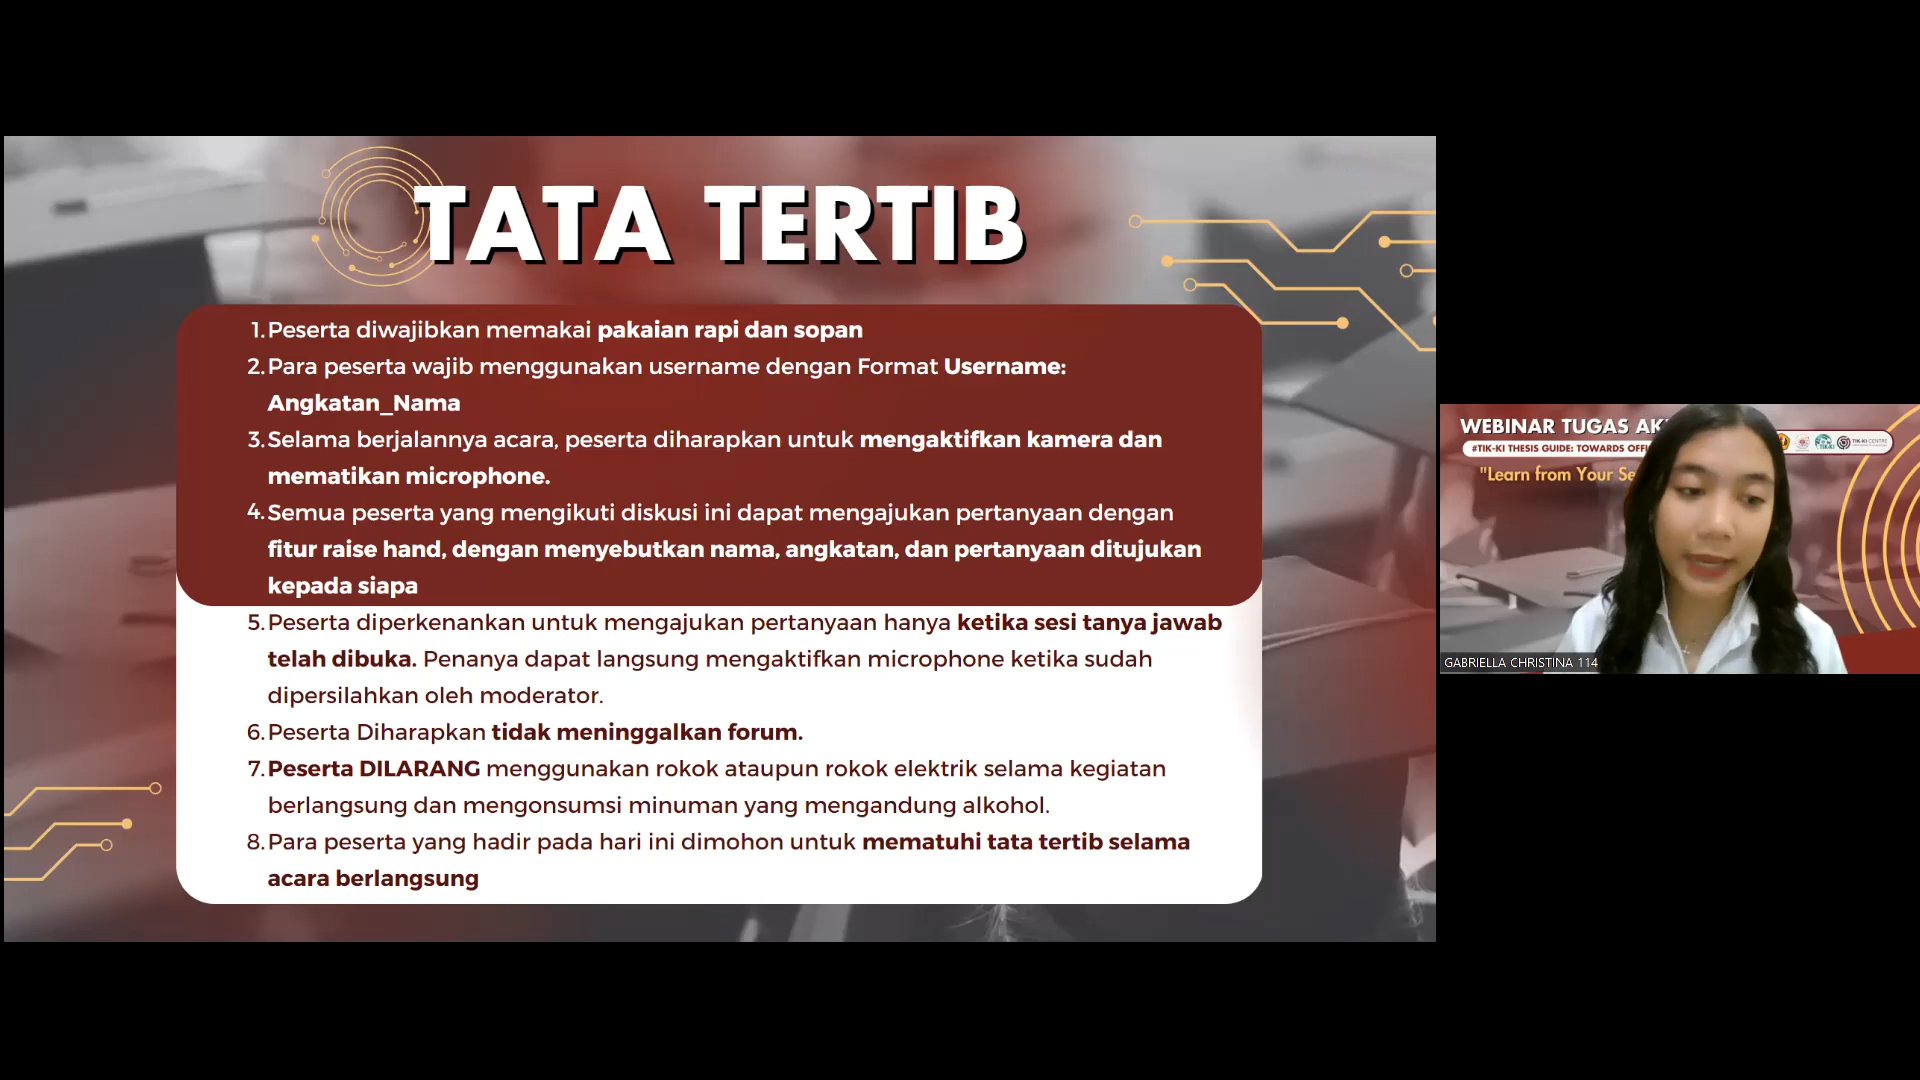 TATA TERTIB
1. Peserta diwajibkan memakai pakaian rapi dan sopan
2. Para peserta wajib menggunakan username dengan Format Username:
Angkatan_Nama
3. Selama berjalannya acara, peserta diharapkan untuk mengaktifkan kamera dan
mematikan microphone.
4. Semua peserta yang mengikuti diskusi ini dapat mengajukan pertanyaan dengan
fitur raise hand, dengan menyebutkan nama, angkatan, dan pertanyaan ditujukan
kepada siapa
5. Peserta diperkenankan untuk mengajukan pertanyaan hanya ketika sesi tanya jawab
telah dibuka. Penanya dapat langsung mengaktifkan microphone ketika sudah
dipersilahkan oleh moderator.
6. Peserta Diharapkan tidak meninggalkan forum.
7. Peserta DILARANG menggunakan rokok ataupun rokok elektrik selama kegiatan
berlangsung dan mengonsumsi minuman yang mengandung alkohol.
8. Para peserta yang hadir pada hari ini dimohon untuk mematuhi tata tertib selama
acara berlangsung
WEBINAR TUGAS AK
#TIK-KI THESIS GUIDE: TOWARDS OFFI
"Learn from Your Se
TIK-KI CENTRE
GABRIELLA CHRISTINA 114